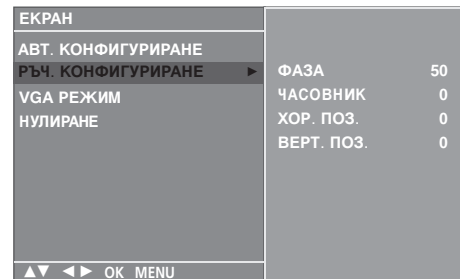 ЕКРАН
АВТ. КОНФИГУРИРАНЕ
РЪЧ. КОНФИГУРИРАНЕ ►
VGA РЕЖИМ
НУЛИРАНЕ
ФАЗА 50
ЧАСОВНИК 0
ХОР. ПОЗ. 0
ВЕРТ. ПОЗ. 0
▲▼ ◄► OK MENU